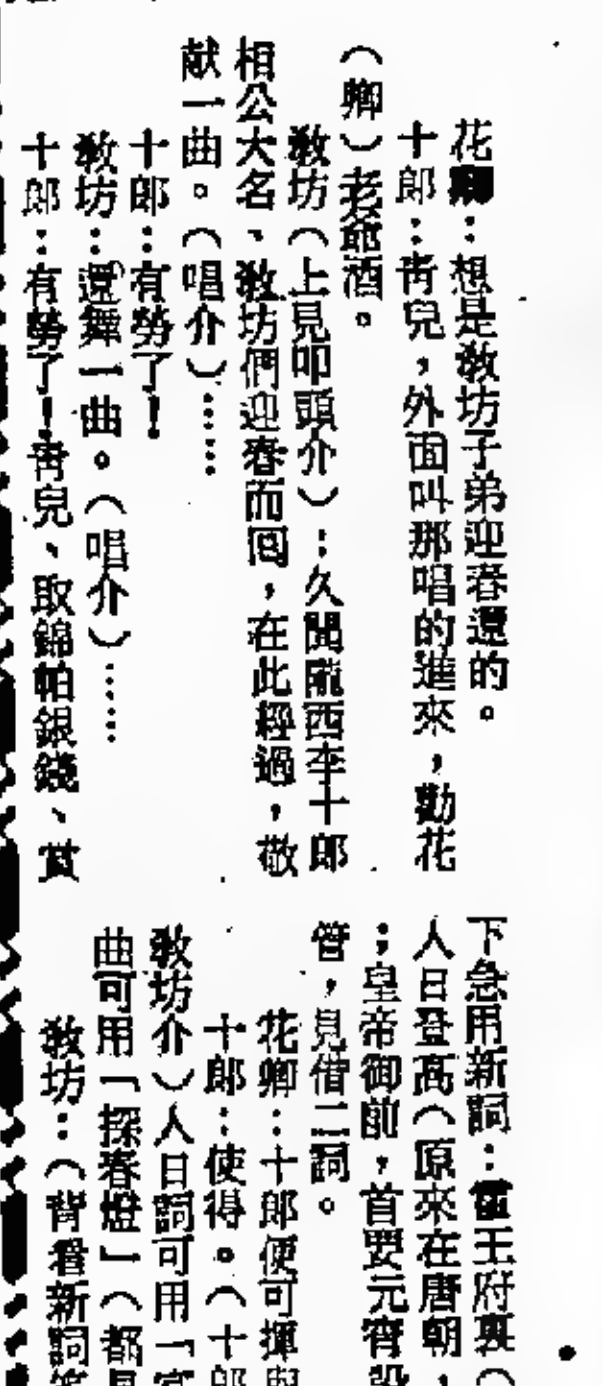 花卿：想是教坊子弟迎春還的。
十郎：青兒，外面叫那唱的進來，勸花
（卿）老爺酒。
教坊（上見叩頭介）：久聞隴西李十郎
相公大名、教坊們迎春而囘，在此經過，敬
献一曲。（唱介）……
十郎：有勞了！
教坊：還舞一曲。（唱介）……
十郎：有勞了！青兒、取錦帕銀錢、賞
下急用新詞：霍王府裏（
人日登高（原來在唐朝，
；皇帝御前，首要元宵
管，見借二詞。
花卿：十郎便可揮
十郎：使得。（十郎
教坊介）人日詞可用「宜
曲可用「探春燈」（都
教坊：（背着新詞